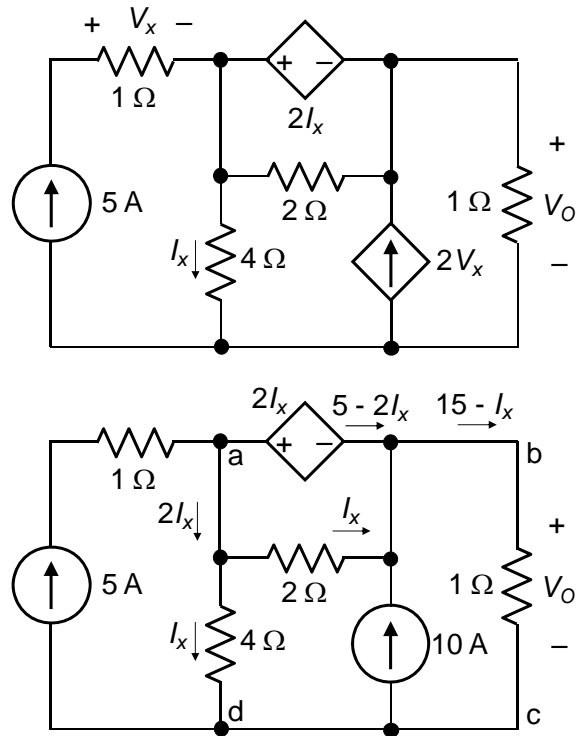 + Vx −
1 Ω
+ −
2Ix
5 A
2 Ω
Ix
4 Ω
2Vx
1 Ω
+
VO
−
2Ix
5 - 2Ix
15 - Ix
1 Ω
a
+ −
b
2Ix
Ix
5 A
2 Ω
Ix
4 Ω
10 A
1 Ω
+
VO
−
d
c